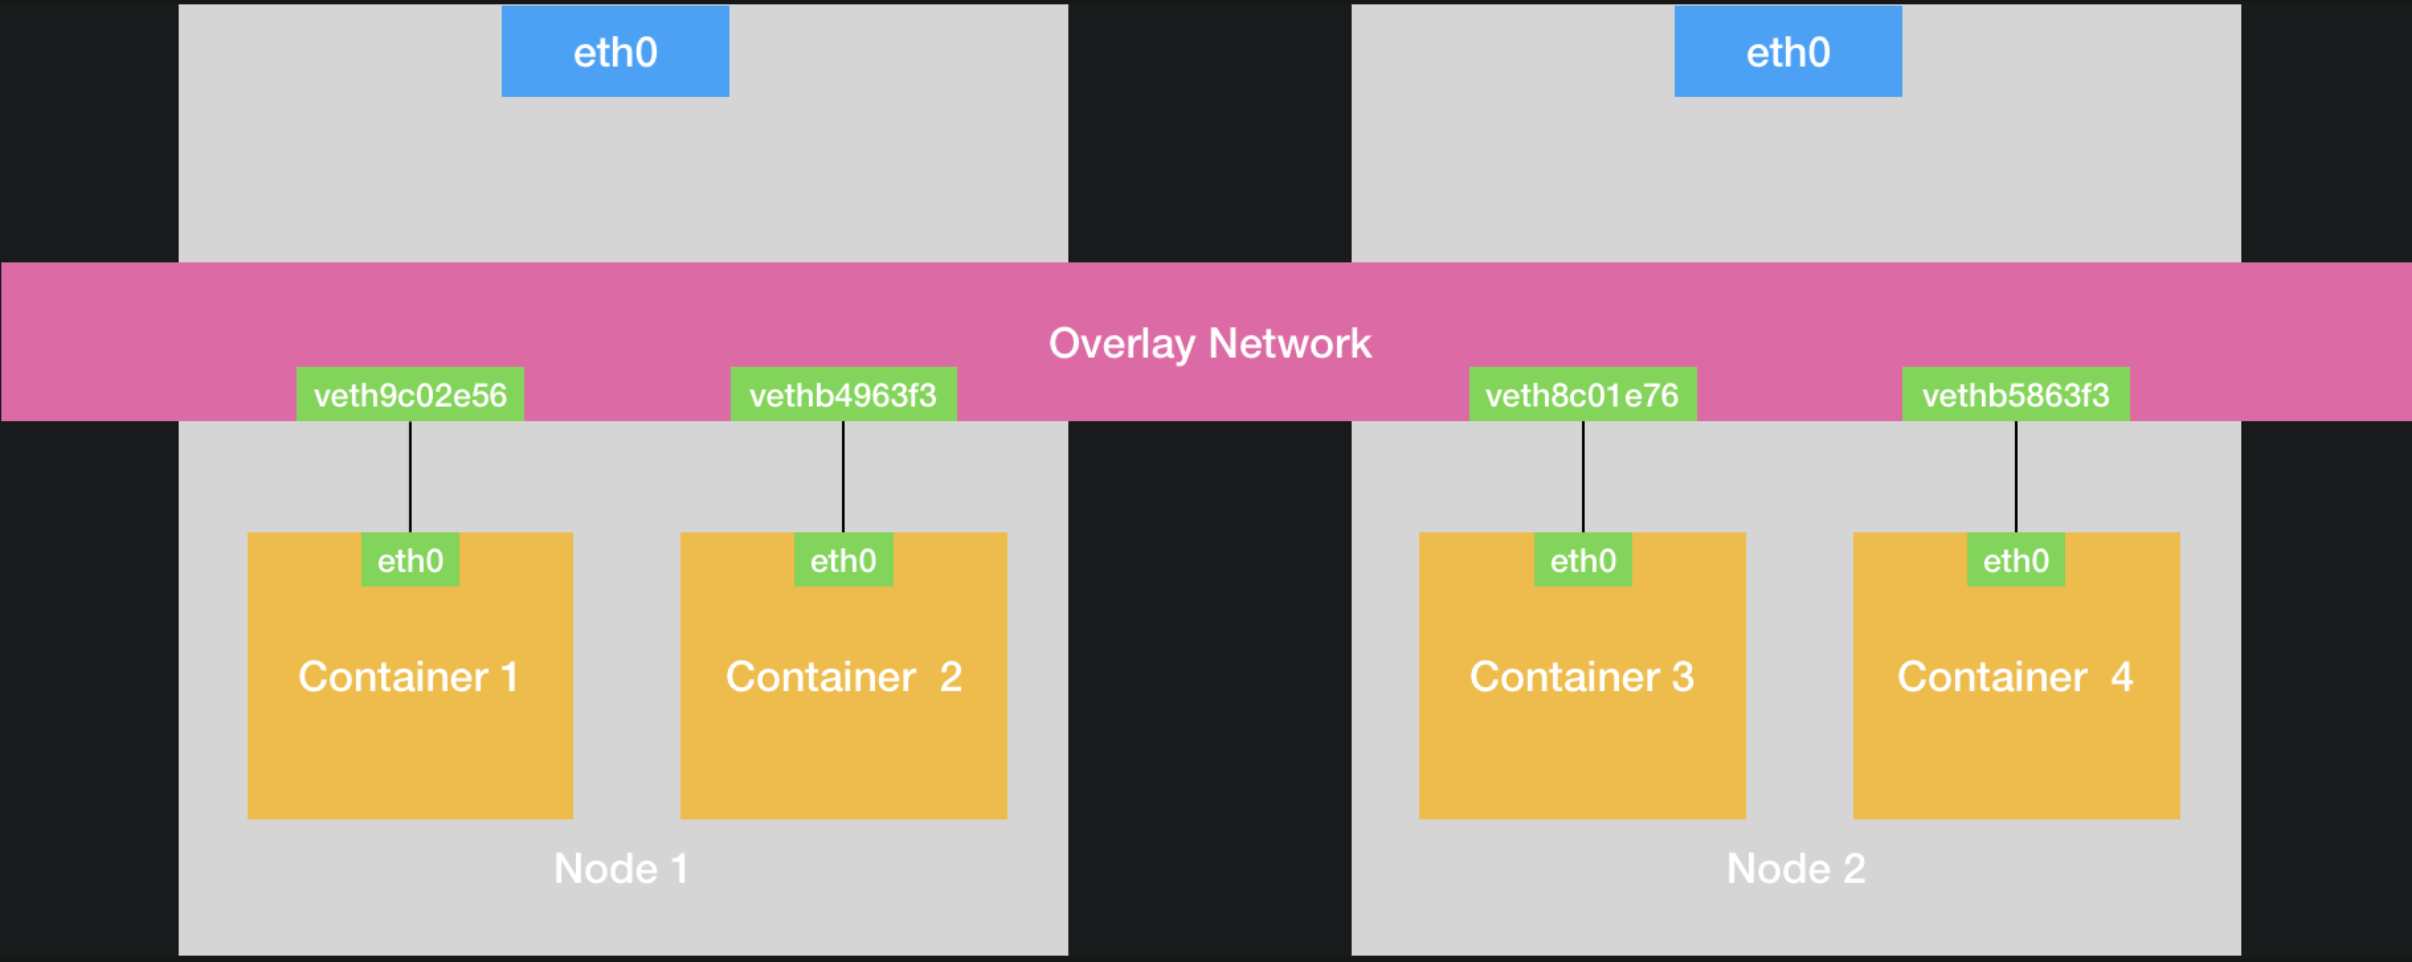 eth0
eth0
Overlay Network
veth9c02e56
vethb4963f3
veth8c01e76
vethb5863f3
eth0
eth0
eth0
eth0
Container 1
Container 2
Container 3
Container 4
Node 1
Node 2